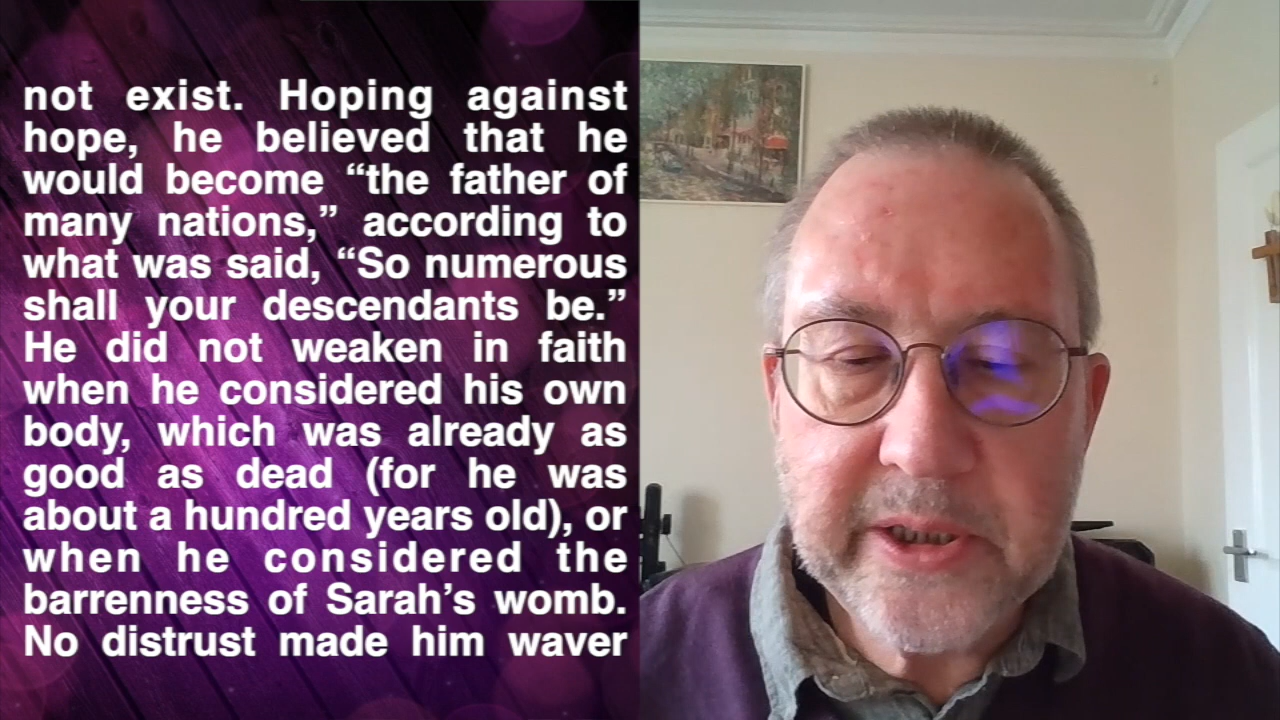 not exist. Hoping against
hope, he believed that he
would become “the father of
many nations,” according to
what was said, “So numerous
shall your descendants be.”
He did not weaken in faith
when he considered his own
body, which was already as
good as dead (for he was
about a hundred years old), or
when he considered the
barrenness of Sarah’s womb.
No distrust made him waver